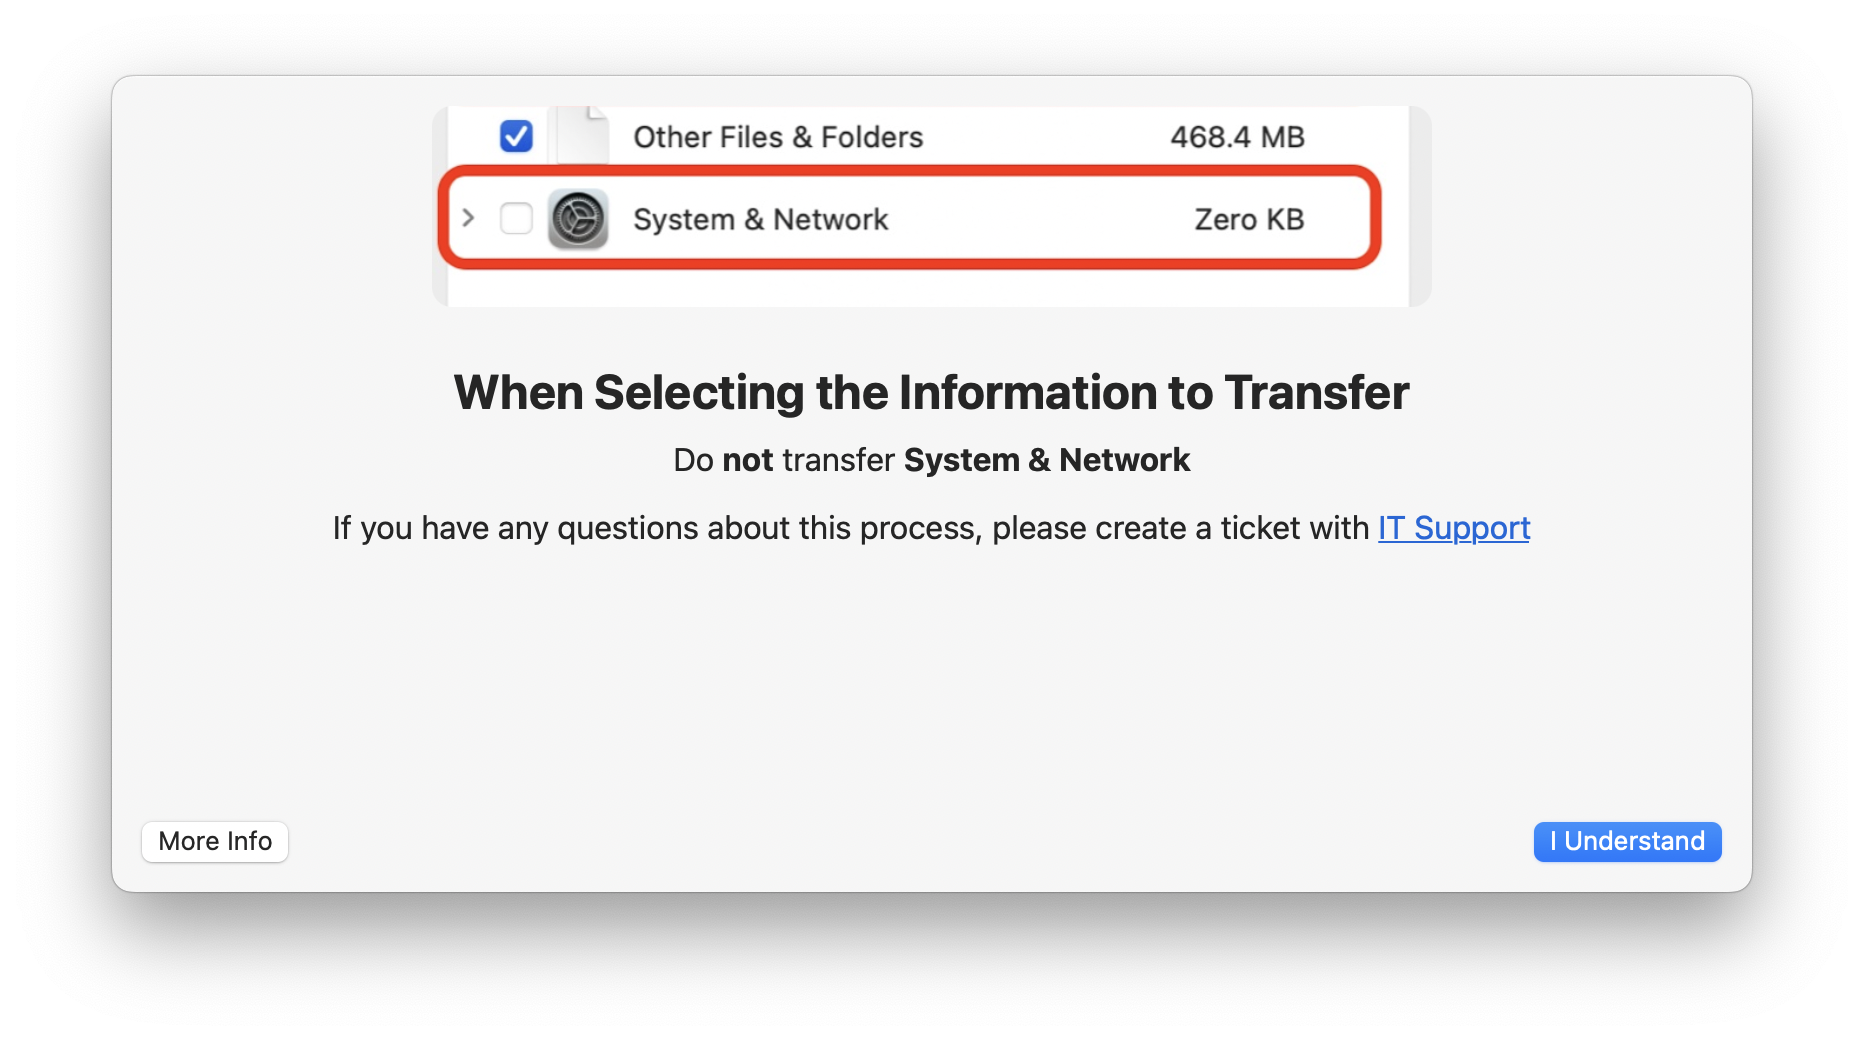 Other Files & Folders 468.4 MB
System & Network Zero KB
When Selecting the Information to Transfer
Do not transfer System & Network
If you have any questions about this process, please create a ticket with IT Support
More Info I Understand